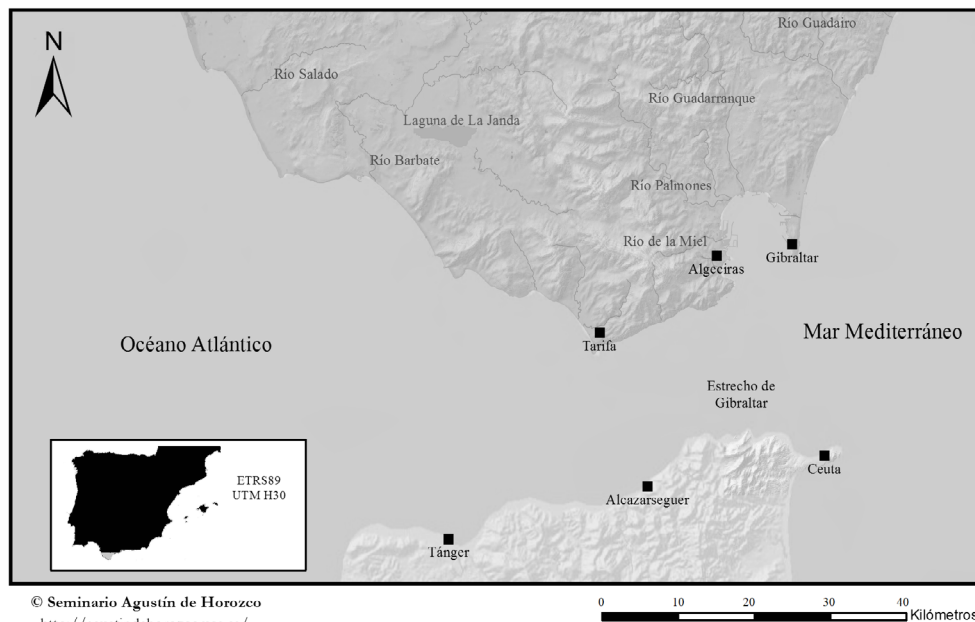 Río Guadairo
N
Río Salado
Río Guadarranque
Laguna de La Janda
Río Barbate
Río Palmones
Río de la Miel
Gibraltar
Algeciras
Mar Mediterráneo
Océano Atlántico
Tarifa
Estrecho de
Gibraltar
Ceuta
ETRS89
UTM H30
Alcazarseguer
Tánger
© Seminario Agustín de Horozco
0 10 20 30 40
Kilómetros